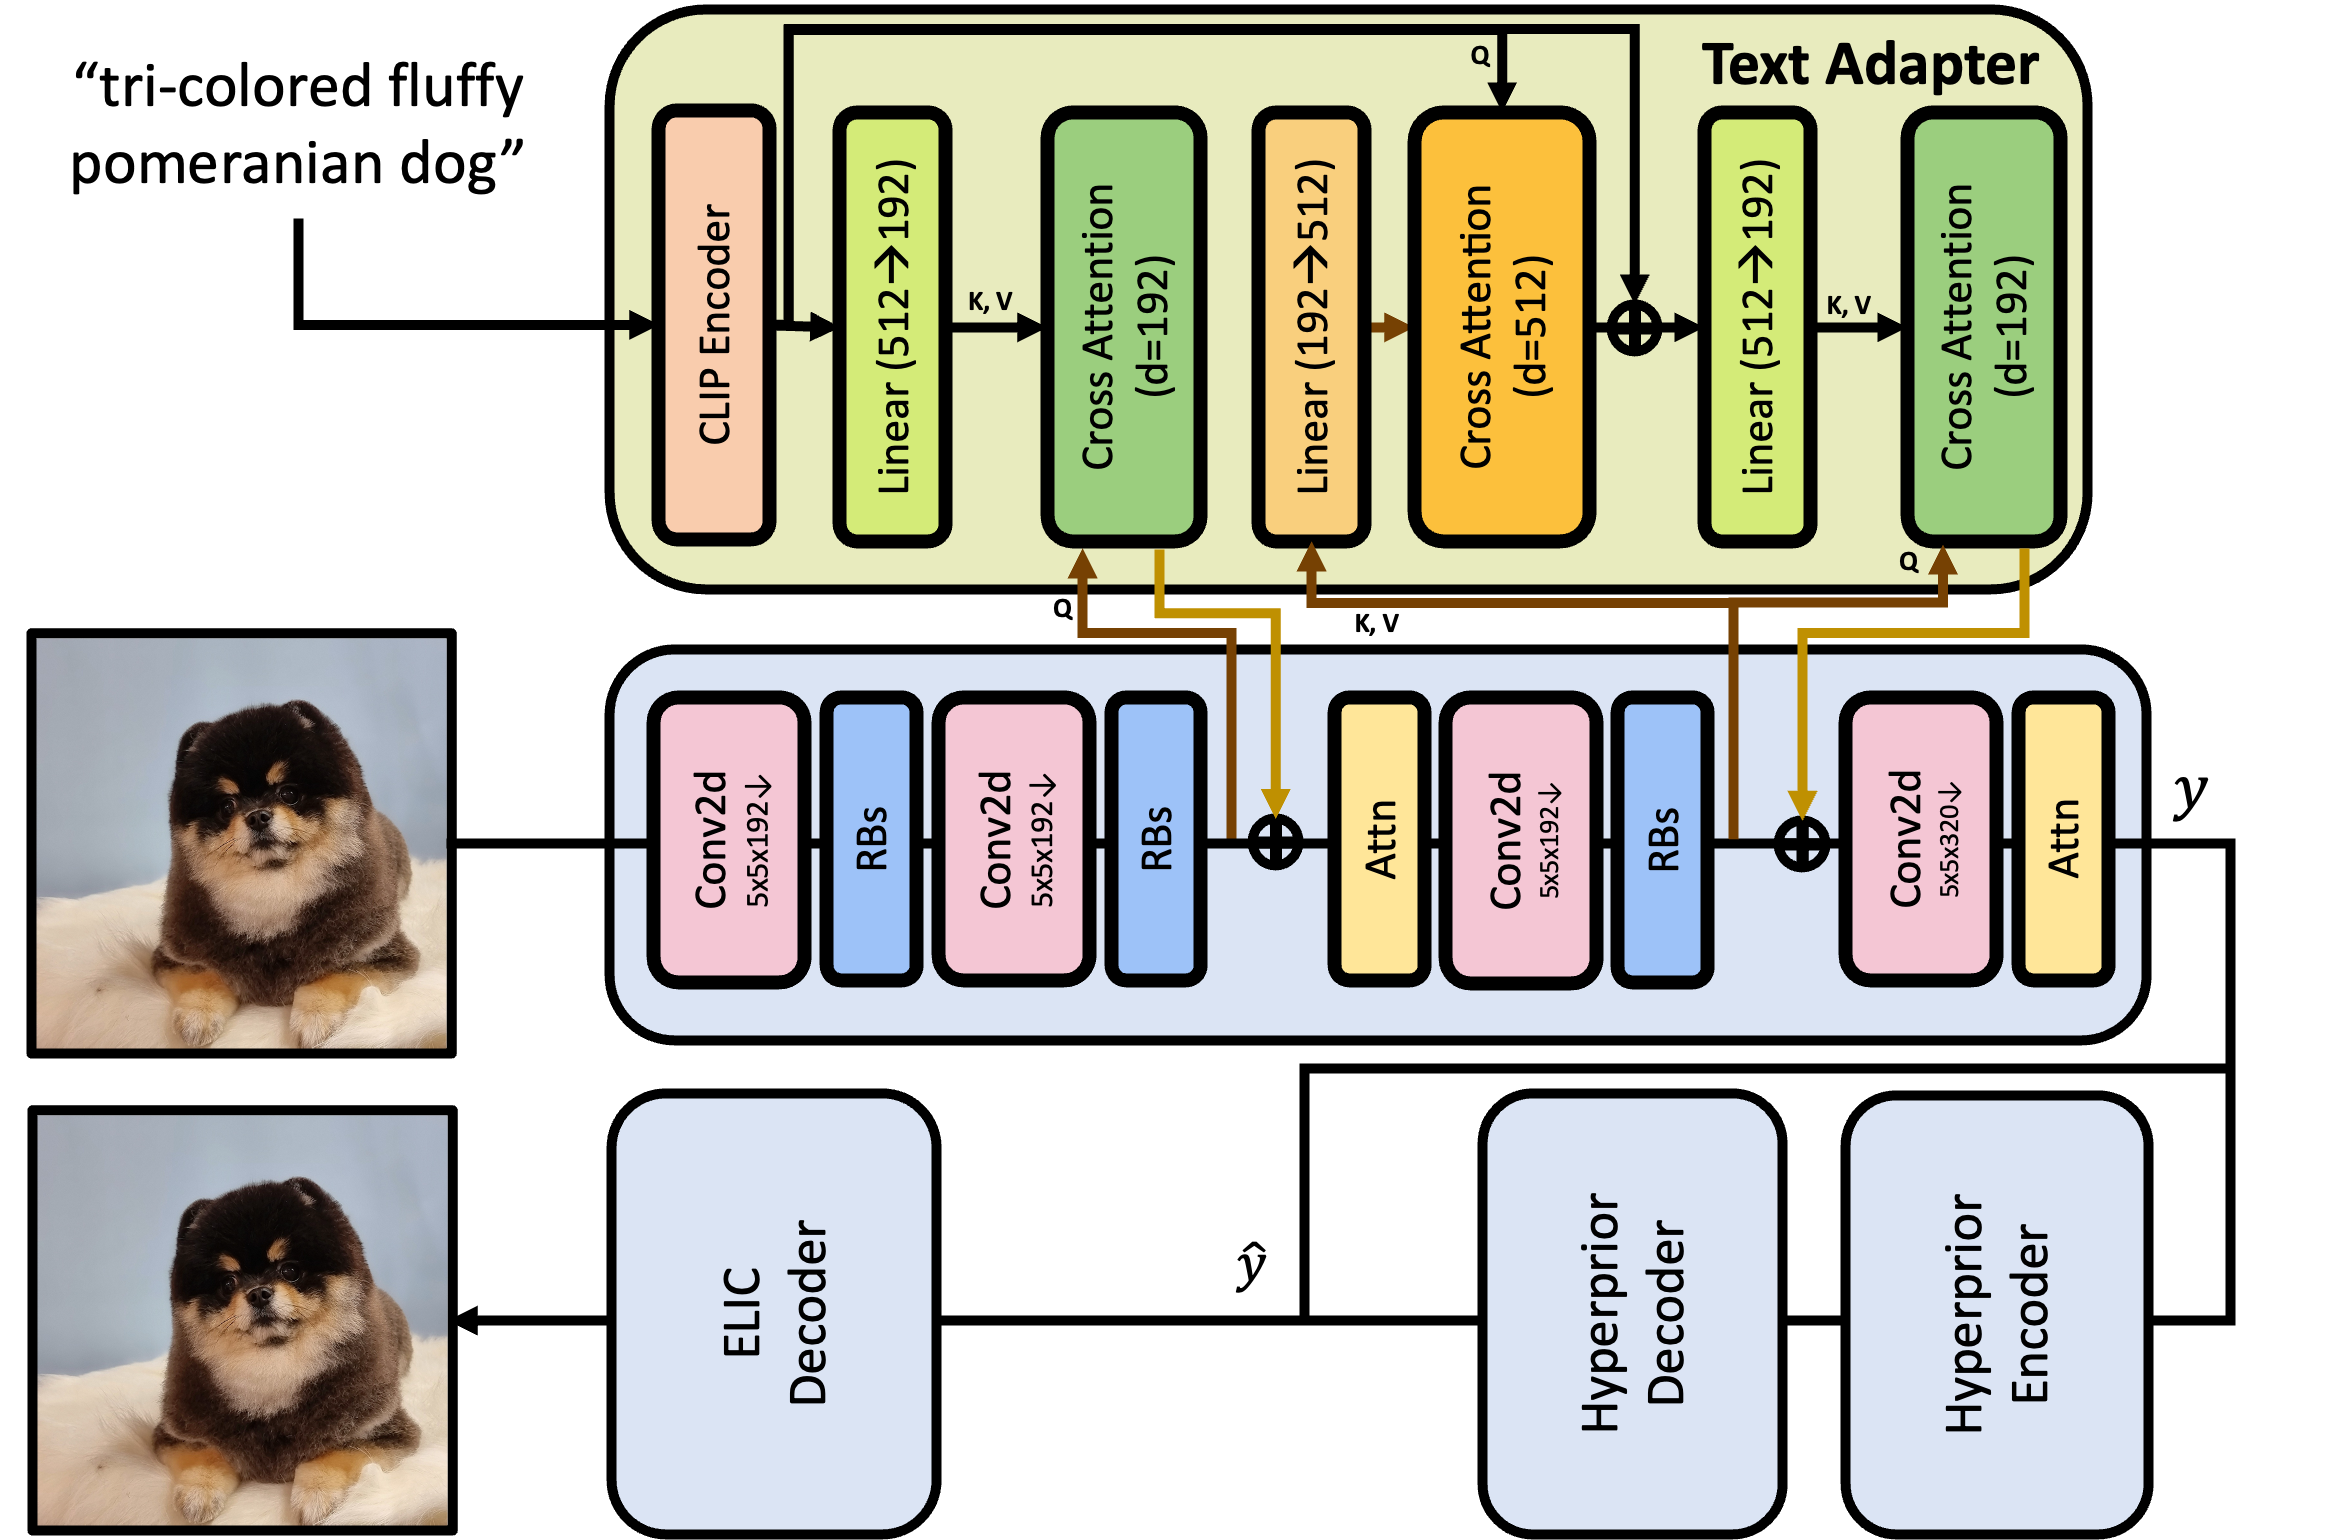 “tri-colored fluffy
pomeranian dog”
Text Adapter
Q
CLIP Encoder
Linear (512→192)
K, V
Cross Attention
(d=192)
Linear (192→512)
Cross Attention
(d=512)
Linear (512→192)
K, V
Cross Attention
(d=192)
Q
K, V
Q
Conv2d
5x5x192↓
RBs
Conv2d
5x5x192↓
RBs
Attn
Conv2d
5x5x192↓
RBs
Conv2d
5x5x320↓
Attn
y
ELIC
Decoder
ŷ
Hyperprior
Decoder
Hyperprior
Encoder